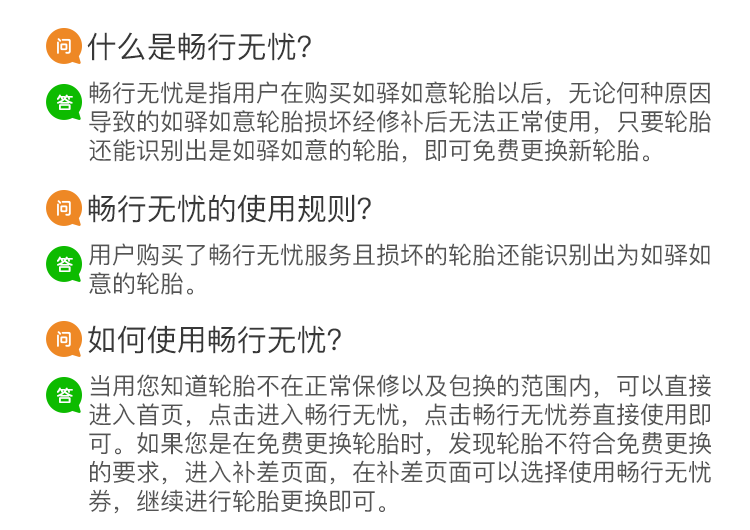 问 什么是畅行无忧?
答 畅行无忧是指用户在购买如驿如意轮胎以后，无论何种原因
导致的如驿如意轮胎损坏经修补后无法正常使用，只要轮胎
还能识别出是如驿如意的轮胎，即可免费更换新轮胎。
问 畅行无忧的使用规则?
答 用户购买了畅行无忧服务且损坏的轮胎还能识别出为如驿如
意的轮胎。
问 如何使用畅行无忧?
答 当用您知道轮胎不在正常保修以及包换的范围内，可以直接
进入首页，点击进入畅行无忧，点击畅行无忧券直接使用即
可。如果您是在免费更换轮胎时，发现轮胎不符合免费更换
的要求，进入补差页面，在补差页面可以选择使用畅行无忧
券，继续进行轮胎更换即可。